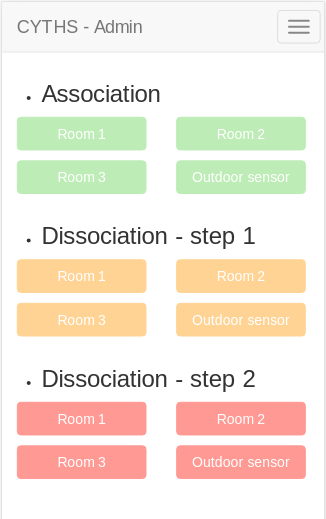 CYTHS - Admin
Association
Room 1 Room 2
Room 3 Outdoor sensor
Dissociation - step 1
Room 1 Room 2
Room 3 Outdoor sensor
Dissociation - step 2
Room 1 Room 2
Room 3 Outdoor sensor